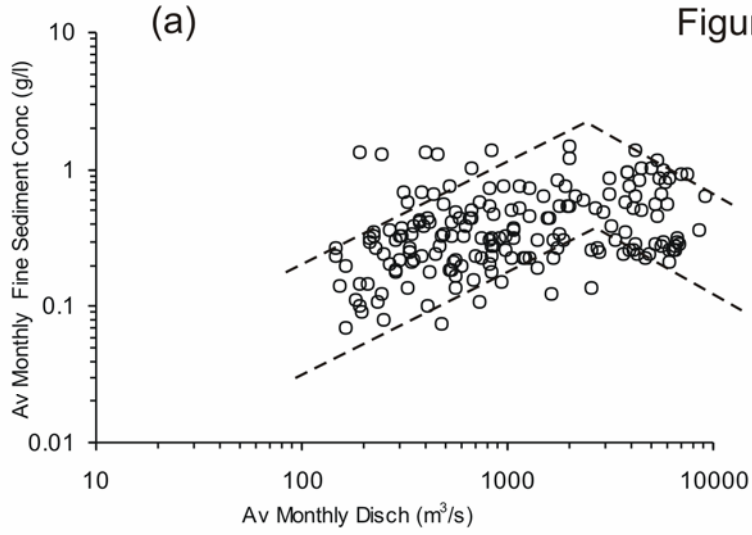 (a)
Figur
10
1
0.1
0.01
Av Monthly Fine Sediment Conc (g/l)
10 100 1000 10000
Av Monthly Disch (m³/s)